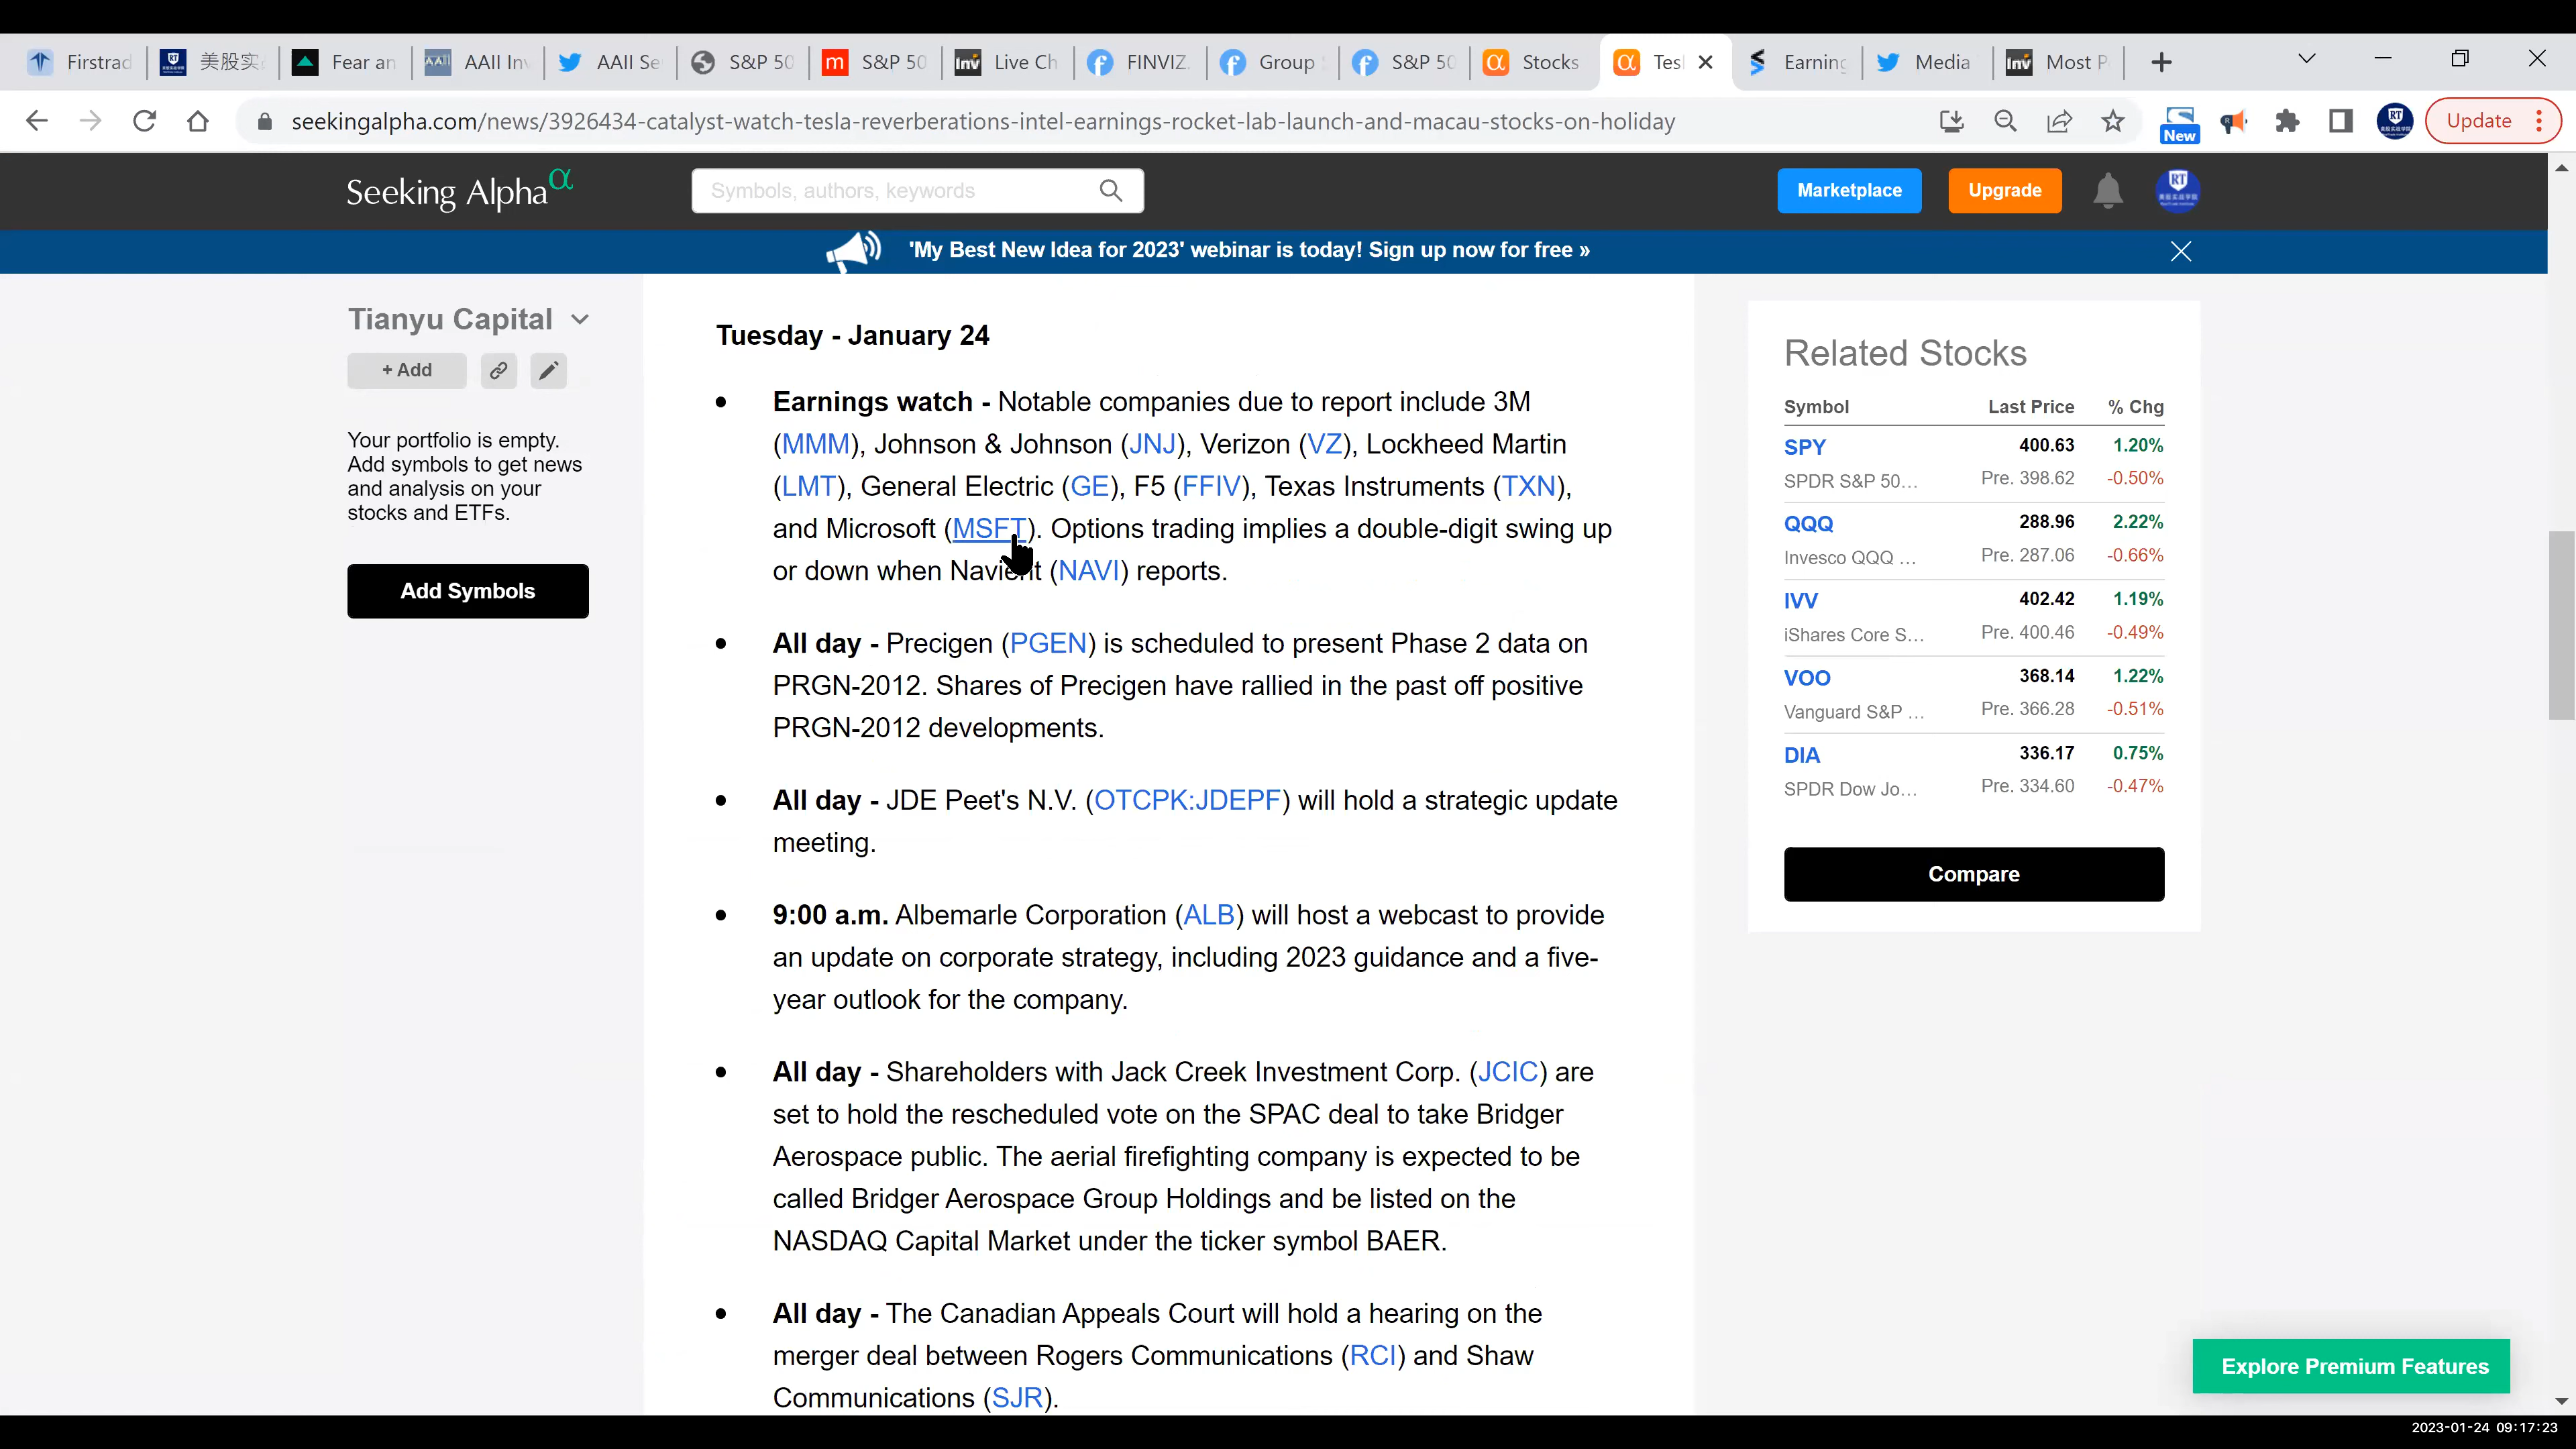 Firstrad
美股实
Fear an
AAII In
AAII Se
S&P 50
m S&P 50
Inv Live Ch
FINVIZ
Group
S&P 50
Stocks
Tesl
Earning
Media
Inv Most P
seekingalpha.com/news/3926434-catalyst-watch-tesla-reverberations-intel-earnings-rocket-lab-launch-and-macau-stocks-on-holiday
New
Update
Seeking Alpha α
Symbols, authors, keywords
Marketplace
Upgrade
'My Best New Idea for 2023' webinar is today! Sign up now for free »
Tianyu Capital
+ Add
Your portfolio is empty.
Add symbols to get news
and analysis on your
stocks and ETFs.
Add Symbols
Tuesday - January 24
• Earnings watch - Notable companies due to report include 3M
(MMM), Johnson & Johnson (JNJ), Verizon (VZ), Lockheed Martin
(LMT), General Electric (GE), F5 (FFIV), Texas Instruments (TXN),
and Microsoft (MSFT). Options trading implies a double-digit swing up
or down when Navient (NAVI) reports.
• All day - Precigen (PGEN) is scheduled to present Phase 2 data on
PRGN-2012. Shares of Precigen have rallied in the past off positive
PRGN-2012 developments.
• All day - JDE Peet's N.V. (OTCPK:JDEPF) will hold a strategic update
meeting.
• 9:00 a.m. Albemarle Corporation (ALB) will host a webcast to provide
an update on corporate strategy, including 2023 guidance and a five-
year outlook for the company.
• All day - Shareholders with Jack Creek Investment Corp. (JCIC) are
set to hold the rescheduled vote on the SPAC deal to take Bridger
Aerospace public. The aerial firefighting company is expected to be
called Bridger Aerospace Group Holdings and be listed on the
NASDAQ Capital Market under the ticker symbol BAER.
• All day - The Canadian Appeals Court will hold a hearing on the
merger deal between Rogers Communications (RCI) and Shaw
Communications (SJR).
Related Stocks
Symbol Last Price % Chg
SPY 400.63 1.20%
SPDR S&P 50... Pre. 398.62 -0.50%
QQQ 288.96 2.22%
Invesco QQQ ... Pre. 287.06 -0.66%
IVV 402.42 1.19%
iShares Core S... Pre. 400.46 -0.49%
VOO 368.14 1.22%
Vanguard S&P ... Pre. 366.28 -0.51%
DIA 336.17 0.75%
SPDR Dow Jo... Pre. 334.60 -0.47%
Compare
Explore Premium Features
2023-01-24 09:17:23